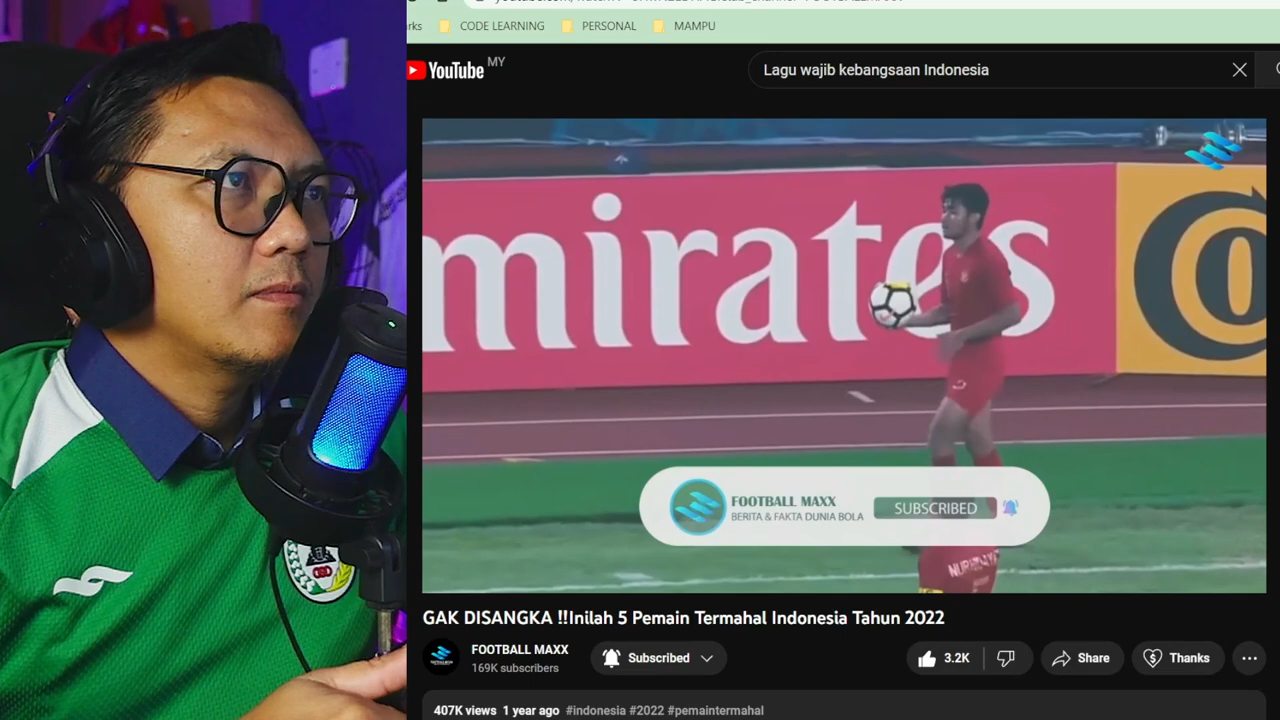 CODE LEARNING PERSONAL MAMPU
YouTube MY
Lagu wajib kebangsaan Indonesia
mirates
FOOTBALL MAXX
BERITA & FAKTA DUNIA BOLA
SUBSCRIBED
GAK DISANGKA !!Inilah 5 Pemain Termahal Indonesia Tahun 2022
FOOTBALL MAXX
169K subscribers
Subscribed
3.2K
Share
Thanks
407K views 1 year ago #indonesia #2022 #pemaintermahal